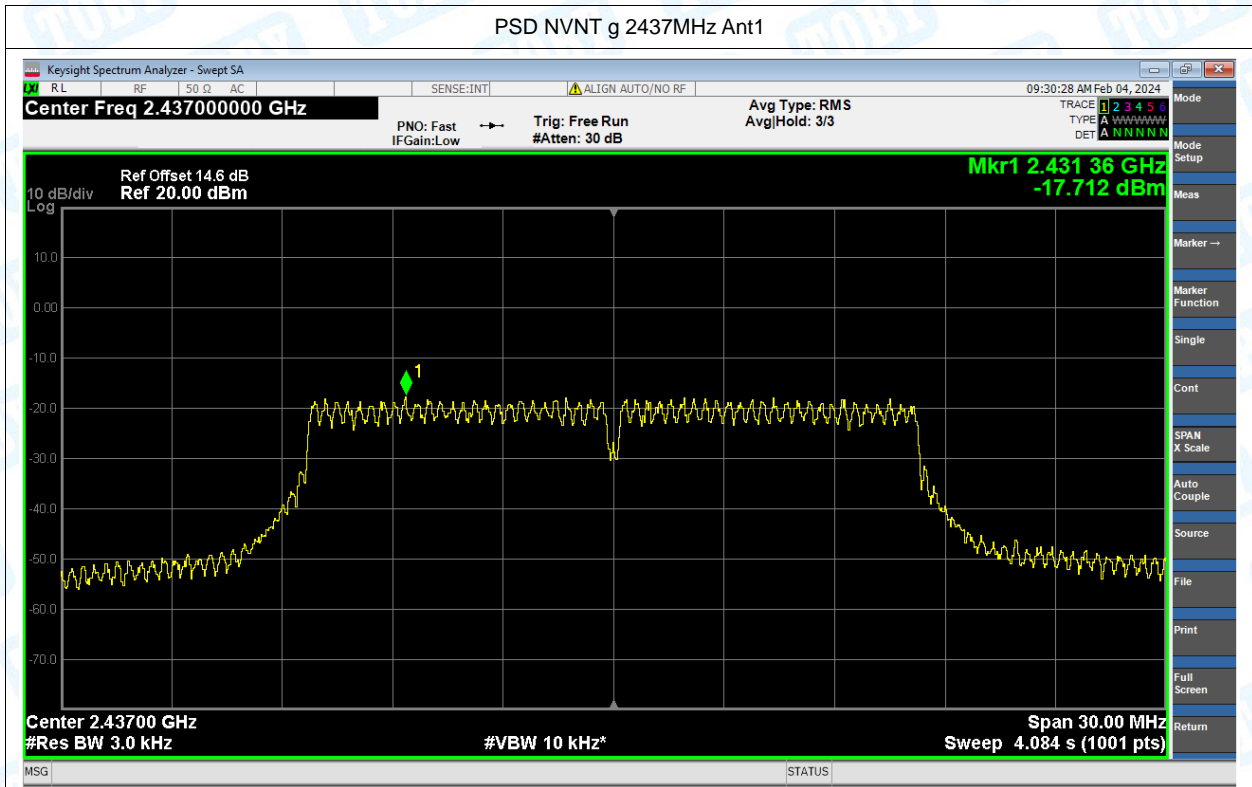 PSD NVNT g 2437MHz Ant1
Keysight Spectrum Analyzer - Swept SA
LXI RL RF 50 Ω AC SENSE:INT ALIGN AUTO/NO RF 09:30:28 AM Feb 04, 2024
Center Freq 2.437000000 GHz
PNO: Fast
IFGain:Low
Trig: Free Run
#Atten: 30 dB
Avg Type: RMS
Avg|Hold: 3/3
TRACE 1 2 3 4 5 6
TYPE A WWWWW
DET A N N N N N
Mkr1 2.431 36 GHz
-17.712 dBm
Ref Offset 14.6 dB
10 dB/div Ref 20.00 dBm
Log
10.0
0.00
-10.0
-20.0
-30.0
-40.0
-50.0
-60.0
-70.0
1
Center 2.43700 GHz
Span 30.00 MHz
#Res BW 3.0 kHz
#VBW 10 kHz*
Sweep 4.084 s (1001 pts)
MSG
STATUS
Mode
Mode
Setup
Meas
Marker →
Marker
Function
Single
Cont
SPAN
X Scale
Auto
Couple
Source
File
Print
Full
Screen
Return
TOBY
TOBY
TOBY